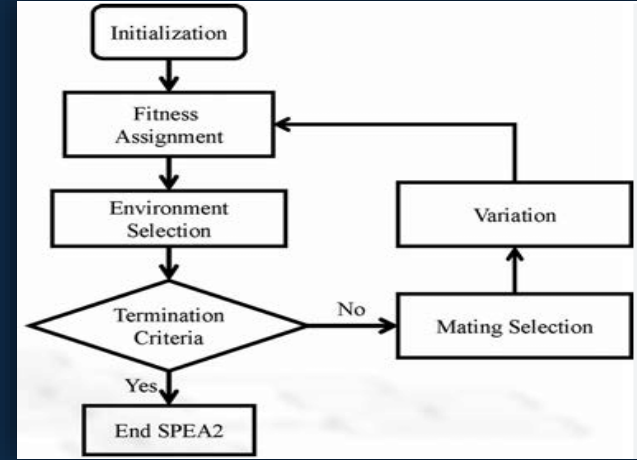 Initialization
Fitness
Assignment
Environment
Selection
Variation
Termination
Criteria
No
Mating Selection
Yes
End SPEA2